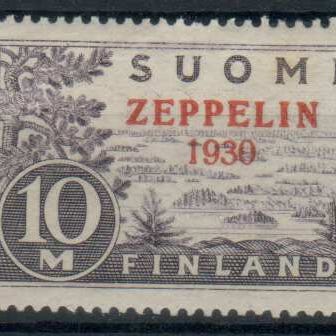 SUOMI
ZEPPELIN
1930
10
M
FINLAND